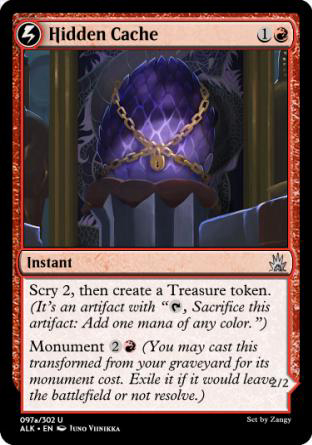 Hidden Cache 1
Instant
Scry 2, then create a Treasure token.
(It's an artifact with “, Sacrifice this
artifact: Add one mana of any color.”)
Monument 2 (You may cast this
transformed from your graveyard for its
monument cost. Exile it if it would leave
the battlefield or not resolve.)
2/2
097a/302 U Set by Zangy
ALK • EN Juno Viinikka